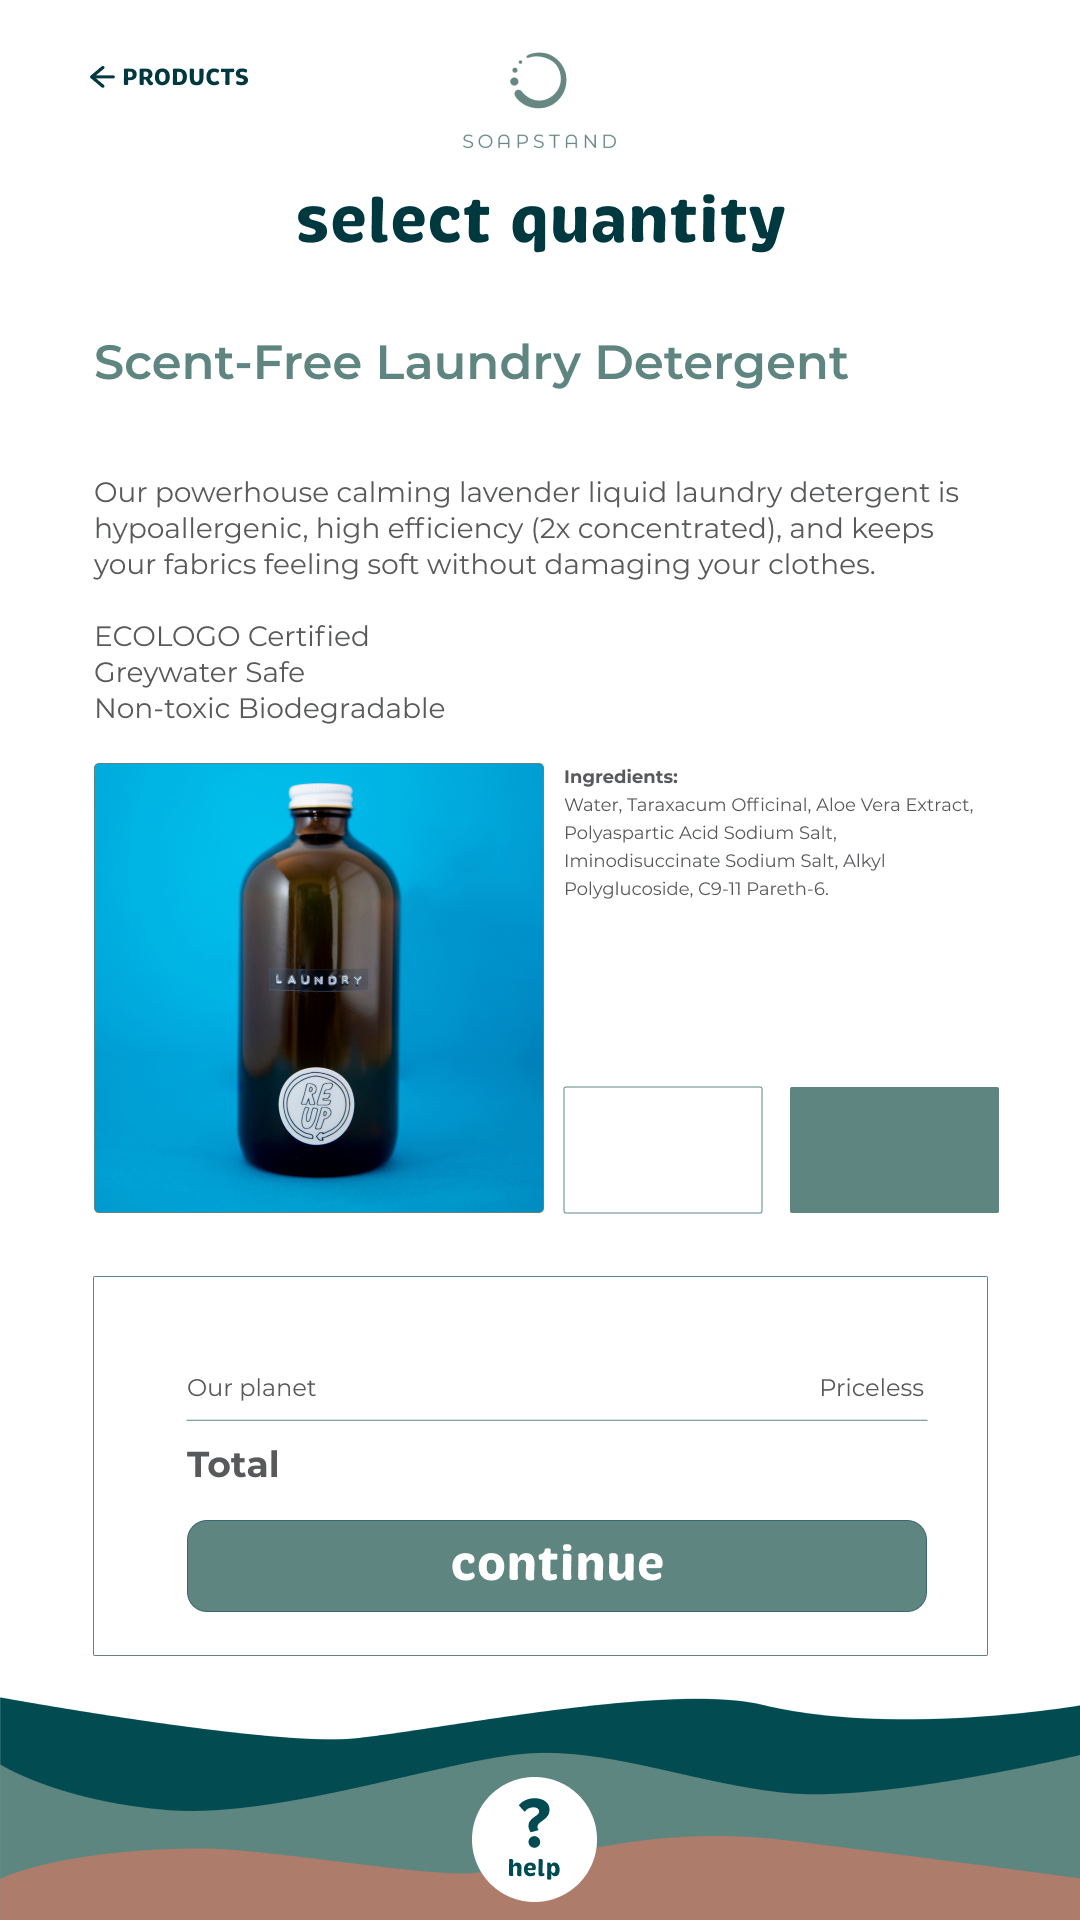 PRODUCTS
SOAPSTAND
select quantity
Scent-Free Laundry Detergent
Our powerhouse calming lavender liquid laundry detergent is
hypoallergenic, high efficiency (2x concentrated), and keeps
your fabrics feeling soft without damaging your clothes.
ECOLOGO Certified
Greywater Safe
Non-toxic Biodegradable
LAUNDRY
RE
UP
Ingredients:
Water, Taraxacum Officinal, Aloe Vera Extract,
Polyaspartic Acid Sodium Salt,
Iminodisuccinate Sodium Salt, Alkyl
Polyglucoside, C9-11 Pareth-6.
Our planet Priceless
Total
continue
?
help